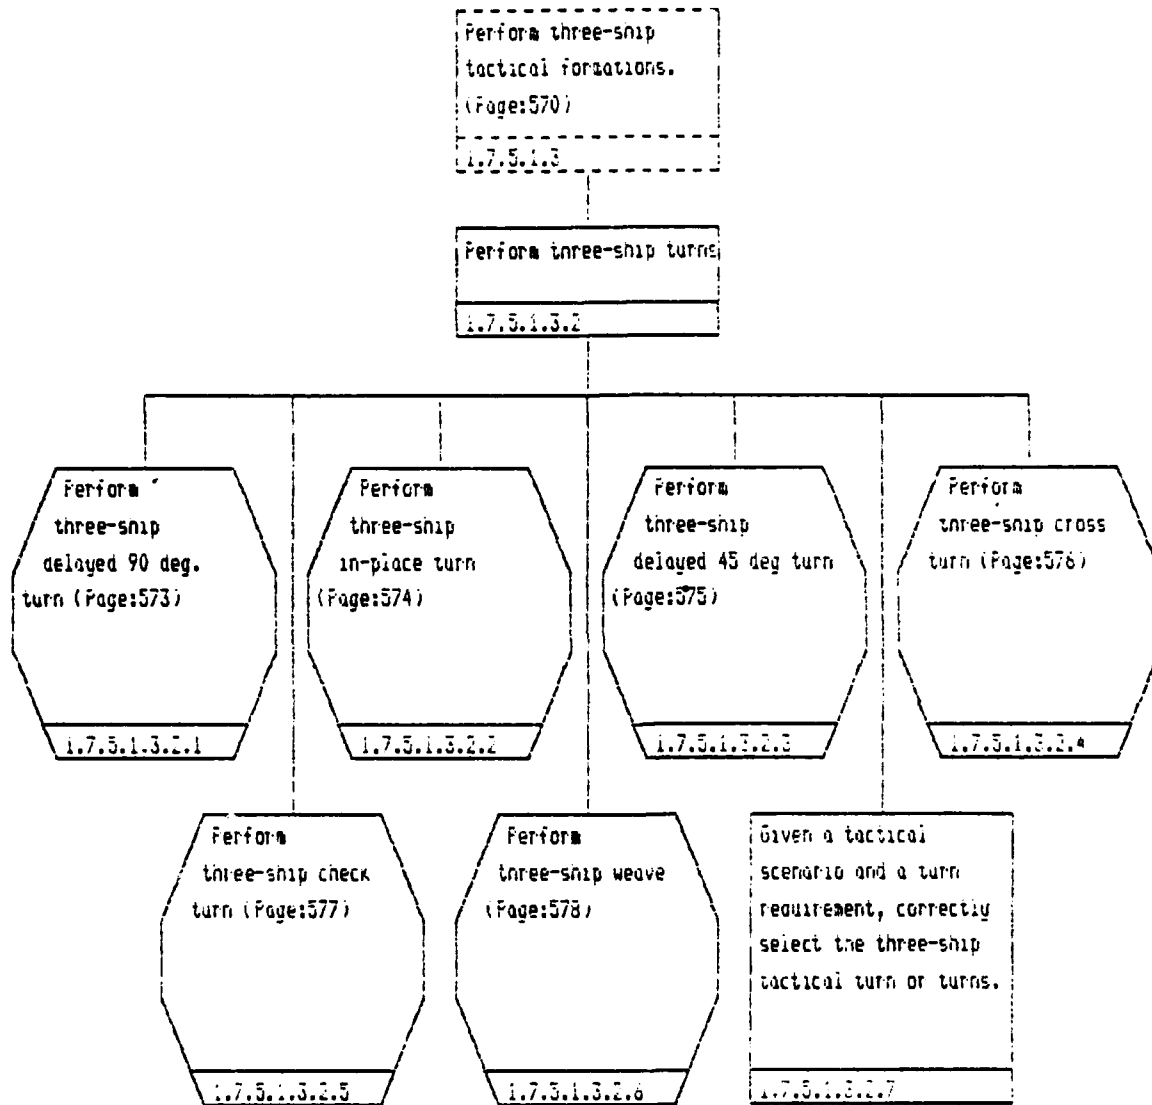 Perform three-ship
tactical formations.
(Page:570)
1.7.5.1.3
Perform three-ship turns
1.7.5.1.3.2
Perform
three-ship
delayed 90 deg.
turn (Page:573)
1.7.5.1.3.2.1
Perform
three-ship
in-place turn
(Page:574)
1.7.5.1.3.2.2
Perform
three-ship
delayed 45 deg turn
(Page:575)
1.7.5.1.3.2.3
Perform
three-ship cross
turn (Page:576)
1.7.5.1.3.2.4
Perform
three-ship check
turn (Page:577)
1.7.5.1.3.2.5
Perform
three-ship weave
(Page:578)
1.7.5.1.3.2.6
Given a tactical
scenario and a turn
requirement, correctly
select the three-ship
tactical turn or turns.
1.7.5.1.3.2.7